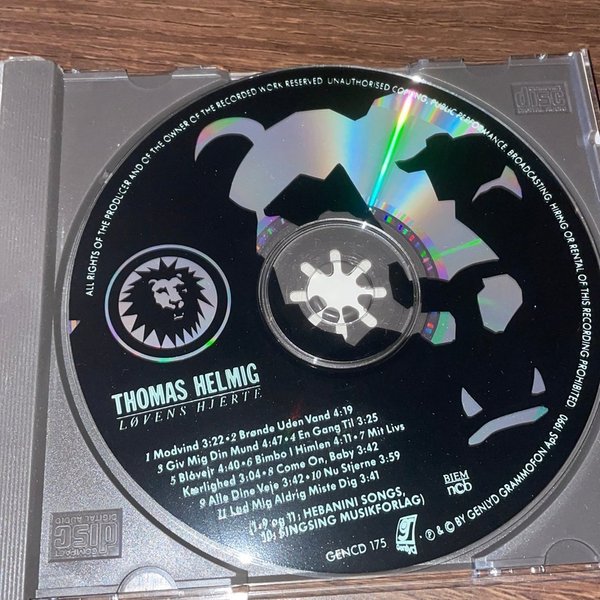 ALL RIGHTS OF THE PRODUCER AND OF THE OWNER OF THE RECORDED WORK RESERVED. UNAUTHORISED COPYING, PUBLIC PERFORMANCE, BROADCASTING, HIRING OR RENTAL OF THIS RECORDING PROHIBITED
COMPACT
disc
DIGITAL AUDIO
THOMAS HELMIG
LØVENS HJERTE
1 Modvind 3:22 • 2 Brønde Uden Vand 4:19
3 Giv Mig Din Mund 4:47 • 4 En Gang Til 3:25
5 Blåvejr 4:40 • 6 Bimbo I Himlen 4:11 • 7 Mit Livs
Kærlighed 3:04 • 8 Come On, Baby 3:42
9 Alle Dine Veje 3:42 • 10 Nu Stjerne 3:59
11 Lad Mig Aldrig Miste Dig 3:41
(1-9 og 11: HEBANINI SONGS,
10: SINGSING MUSIKFORLAG)
GENCD 175
genlyd
BIEM
ncb
℗ & © BY GENLYD GRAMMOFON ApS 1990
COMPACT
disc
DIGITAL AUDIO